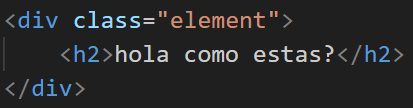 <div class="element">
    <h2>hola como estas?</h2>
</div>